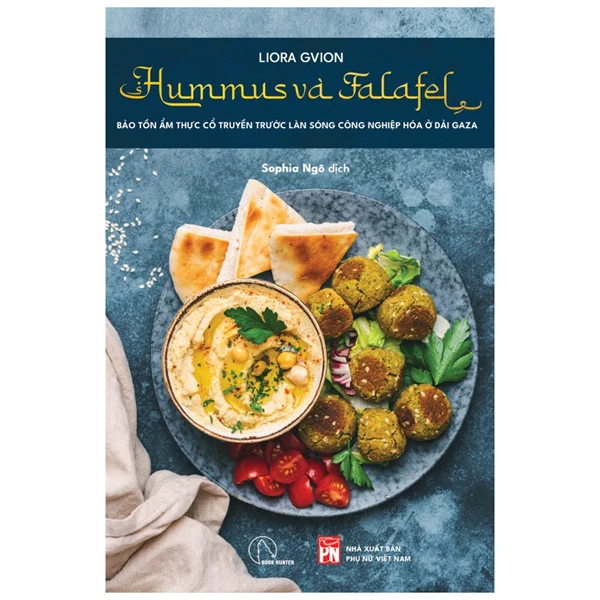 LIORA GVION
Hummus và Falafel
BẢO TỒN ẨM THỰC CỔ TRUYỀN TRƯỚC LÀN SÓNG CÔNG NGHIỆP HÓA Ở DẢI GAZA
Sophia Ngô dịch
BOOK HUNTER
PN
NHÀ XUẤT BẢN
PHỤ NỮ VIỆT NAM